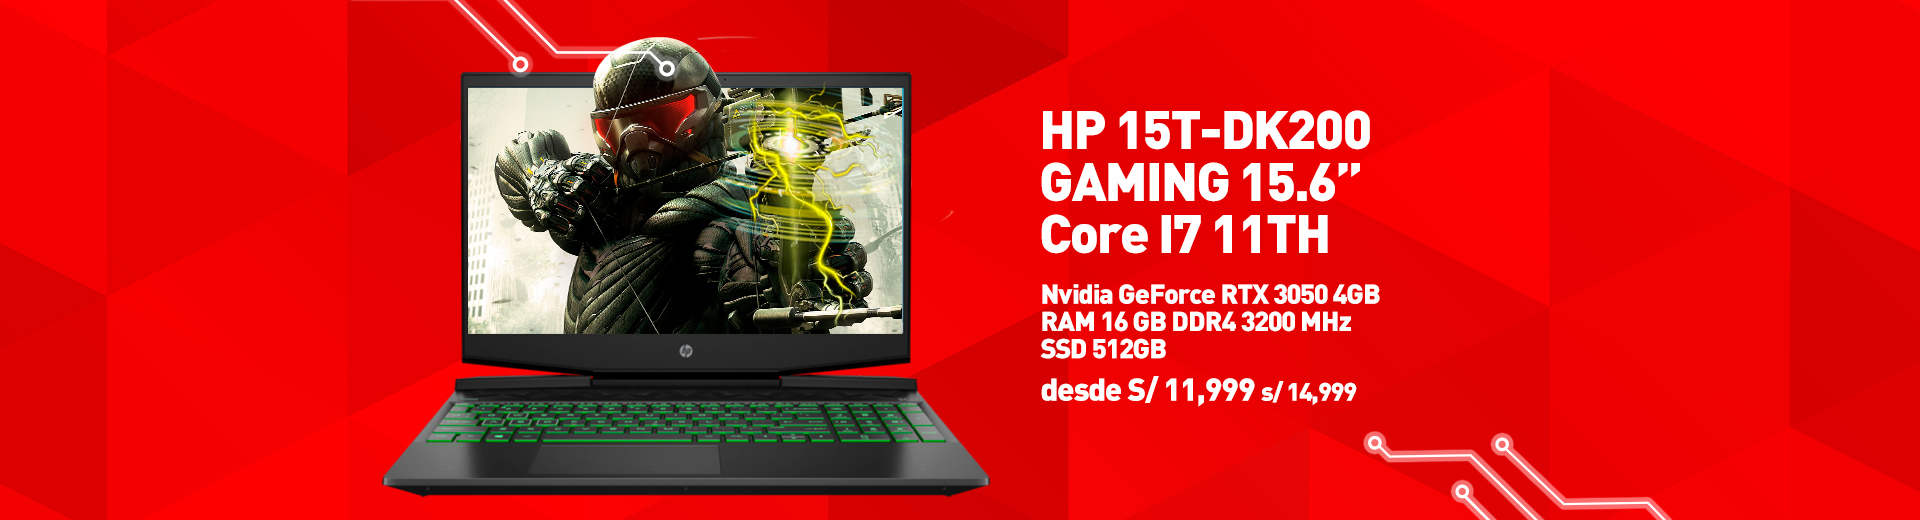 HP 15T-DK200
GAMING 15.6”
Core I7 11TH
Nvidia GeForce RTX 3050 4GB
RAM 16 GB DDR4 3200 MHz
SSD 512GB
desde S/ 11,999 s/ 14,999
hp